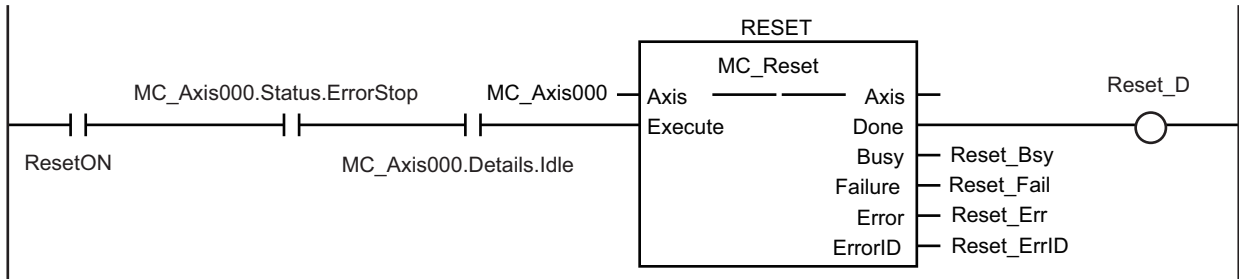 RESET
MC_Reset
MC_Axis000.Status.ErrorStop
MC_Axis000
Axis
Axis
Reset_D
ResetON
MC_Axis000.Details.Idle
Execute
Done
Busy
Reset_Bsy
Failure
Reset_Fail
Error
Reset_Err
ErrorID
Reset_ErrID